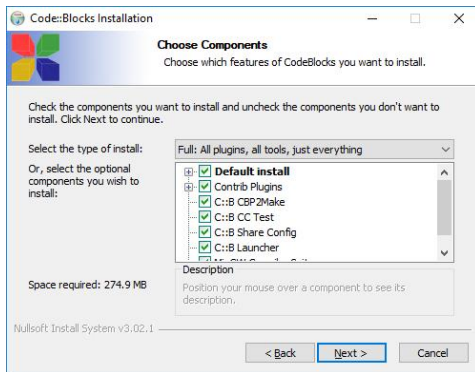 Code::Blocks Installation
Choose Components
Choose which features of CodeBlocks you want to install.
Check the components you want to install and uncheck the components you don't want to
install. Click Next to continue.
Select the type of install:
Full: All plugins, all tools, just everything
Or, select the optional
components you wish to
install:
Default install
Contrib Plugins
C::B CBP2Make
C::B CC Test
C::B Share Config
C::B Launcher
Space required: 274.9 MB
Description
Position your mouse over a component to see its
description.
Nullsoft Install System v3.02.1
< Back
Next >
Cancel